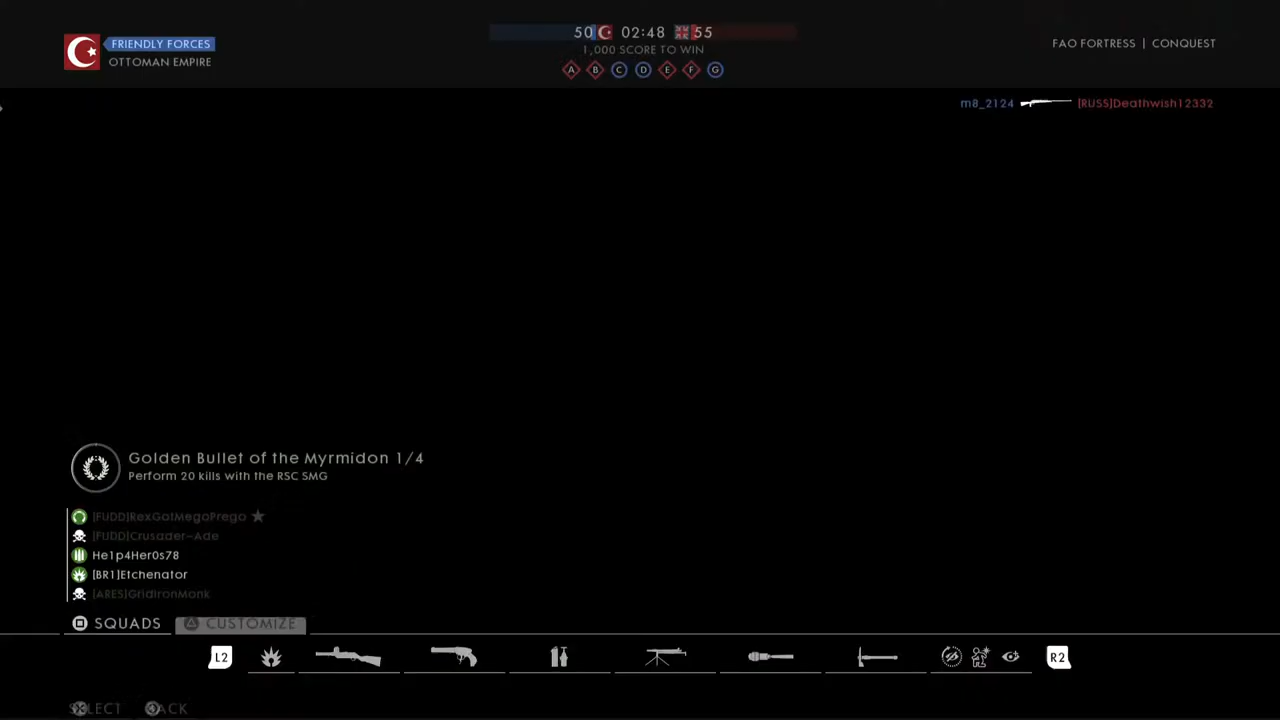 FRIENDLY FORCES
OTTOMAN EMPIRE
50 02:48 55
1,000 SCORE TO WIN
A B C D E F G
FAO FORTRESS | CONQUEST
m8_2124 [RUSS]Deathwish12332
Golden Bullet of the Myrmidon 1/4
Perform 20 kills with the RSC SMG
[FUDD]RexGotMegoPrego
[FUDD]Crusader-Ade
He1p4Her0s78
[BR1]Etchenator
[ARES]GridIronMonk
SQUADS CUSTOMIZE
L2 R2
SELECT BACK